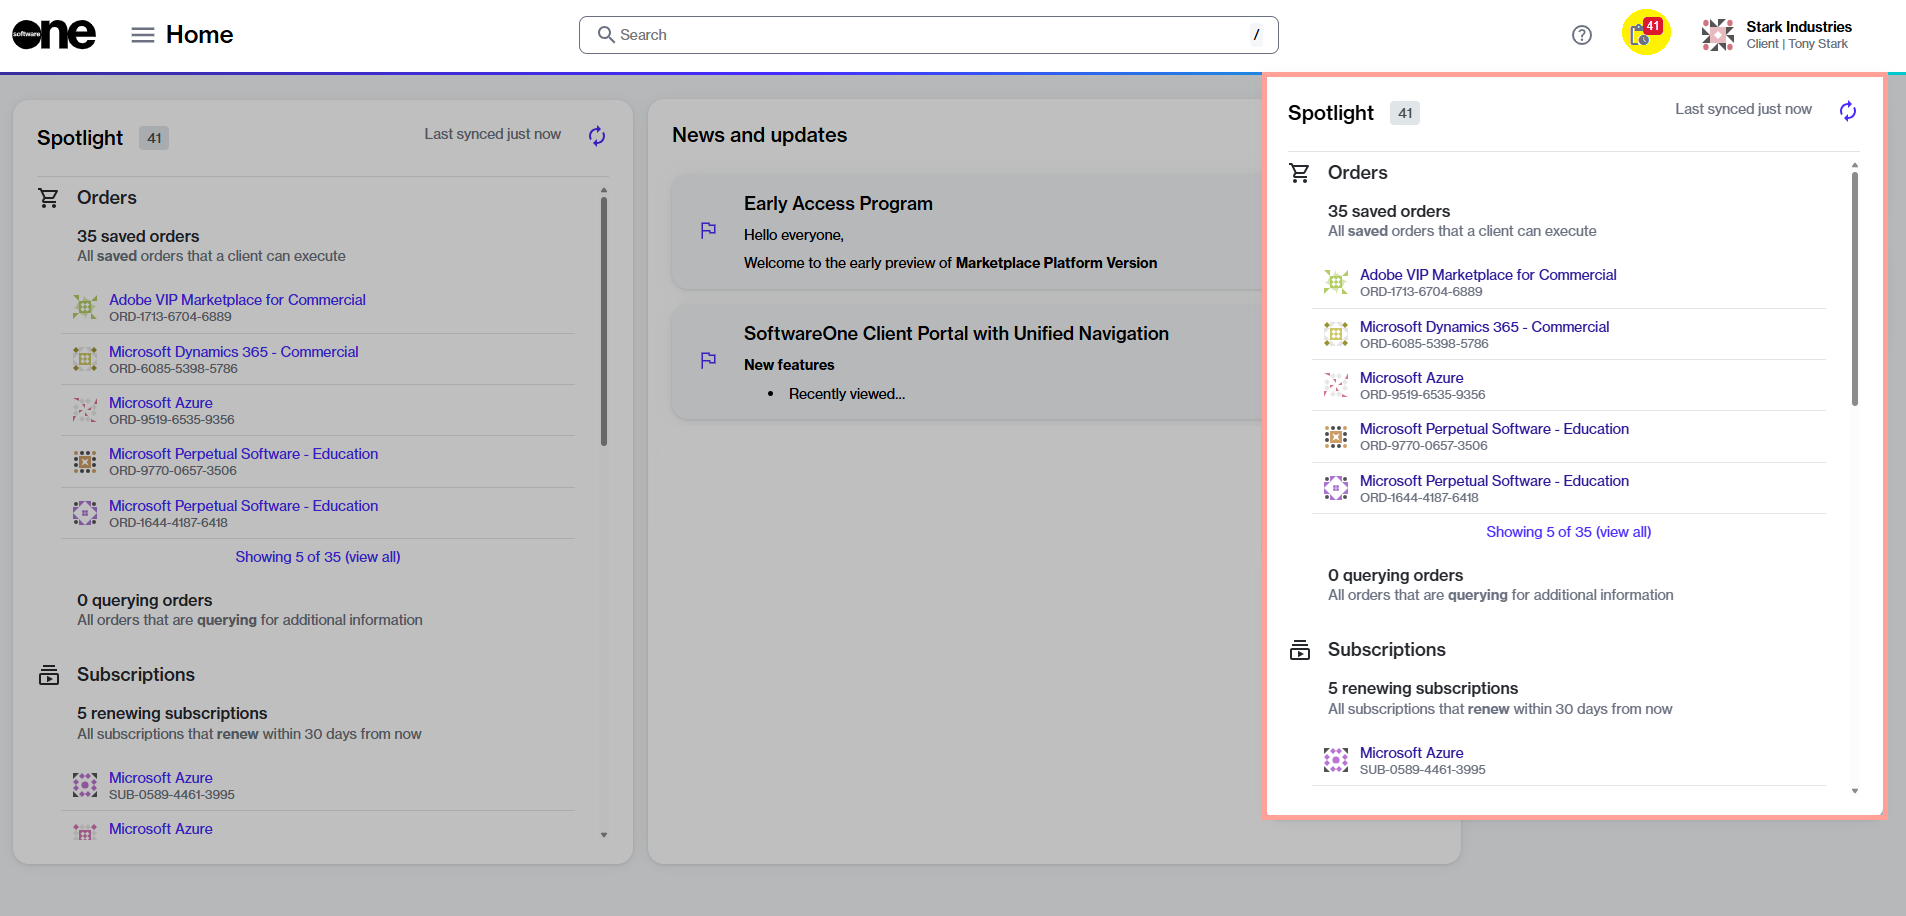 software
one
Home
Search
/
41
Stark Industries
Client | Tony Stark
Spotlight 41
Last synced just now
Orders
35 saved orders
All saved orders that a client can execute
Adobe VIP Marketplace for Commercial
ORD-1713-6704-6889
Microsoft Dynamics 365 - Commercial
ORD-6085-5398-5786
Microsoft Azure
ORD-9519-6535-9356
Microsoft Perpetual Software - Education
ORD-9770-0657-3506
Microsoft Perpetual Software - Education
ORD-1644-4187-6418
Showing 5 of 35 (view all)
0 querying orders
All orders that are querying for additional information
Subscriptions
5 renewing subscriptions
All subscriptions that renew within 30 days from now
Microsoft Azure
SUB-0589-4461-3995
Microsoft Azure
News and updates
Early Access Program
Hello everyone,
Welcome to the early preview of Marketplace Platform Version
SoftwareOne Client Portal with Unified Navigation
New features
• Recently viewed...
Spotlight 41
Last synced just now
Orders
35 saved orders
All saved orders that a client can execute
Adobe VIP Marketplace for Commercial
ORD-1713-6704-6889
Microsoft Dynamics 365 - Commercial
ORD-6085-5398-5786
Microsoft Azure
ORD-9519-6535-9356
Microsoft Perpetual Software - Education
ORD-9770-0657-3506
Microsoft Perpetual Software - Education
ORD-1644-4187-6418
Showing 5 of 35 (view all)
0 querying orders
All orders that are querying for additional information
Subscriptions
5 renewing subscriptions
All subscriptions that renew within 30 days from now
Microsoft Azure
SUB-0589-4461-3995